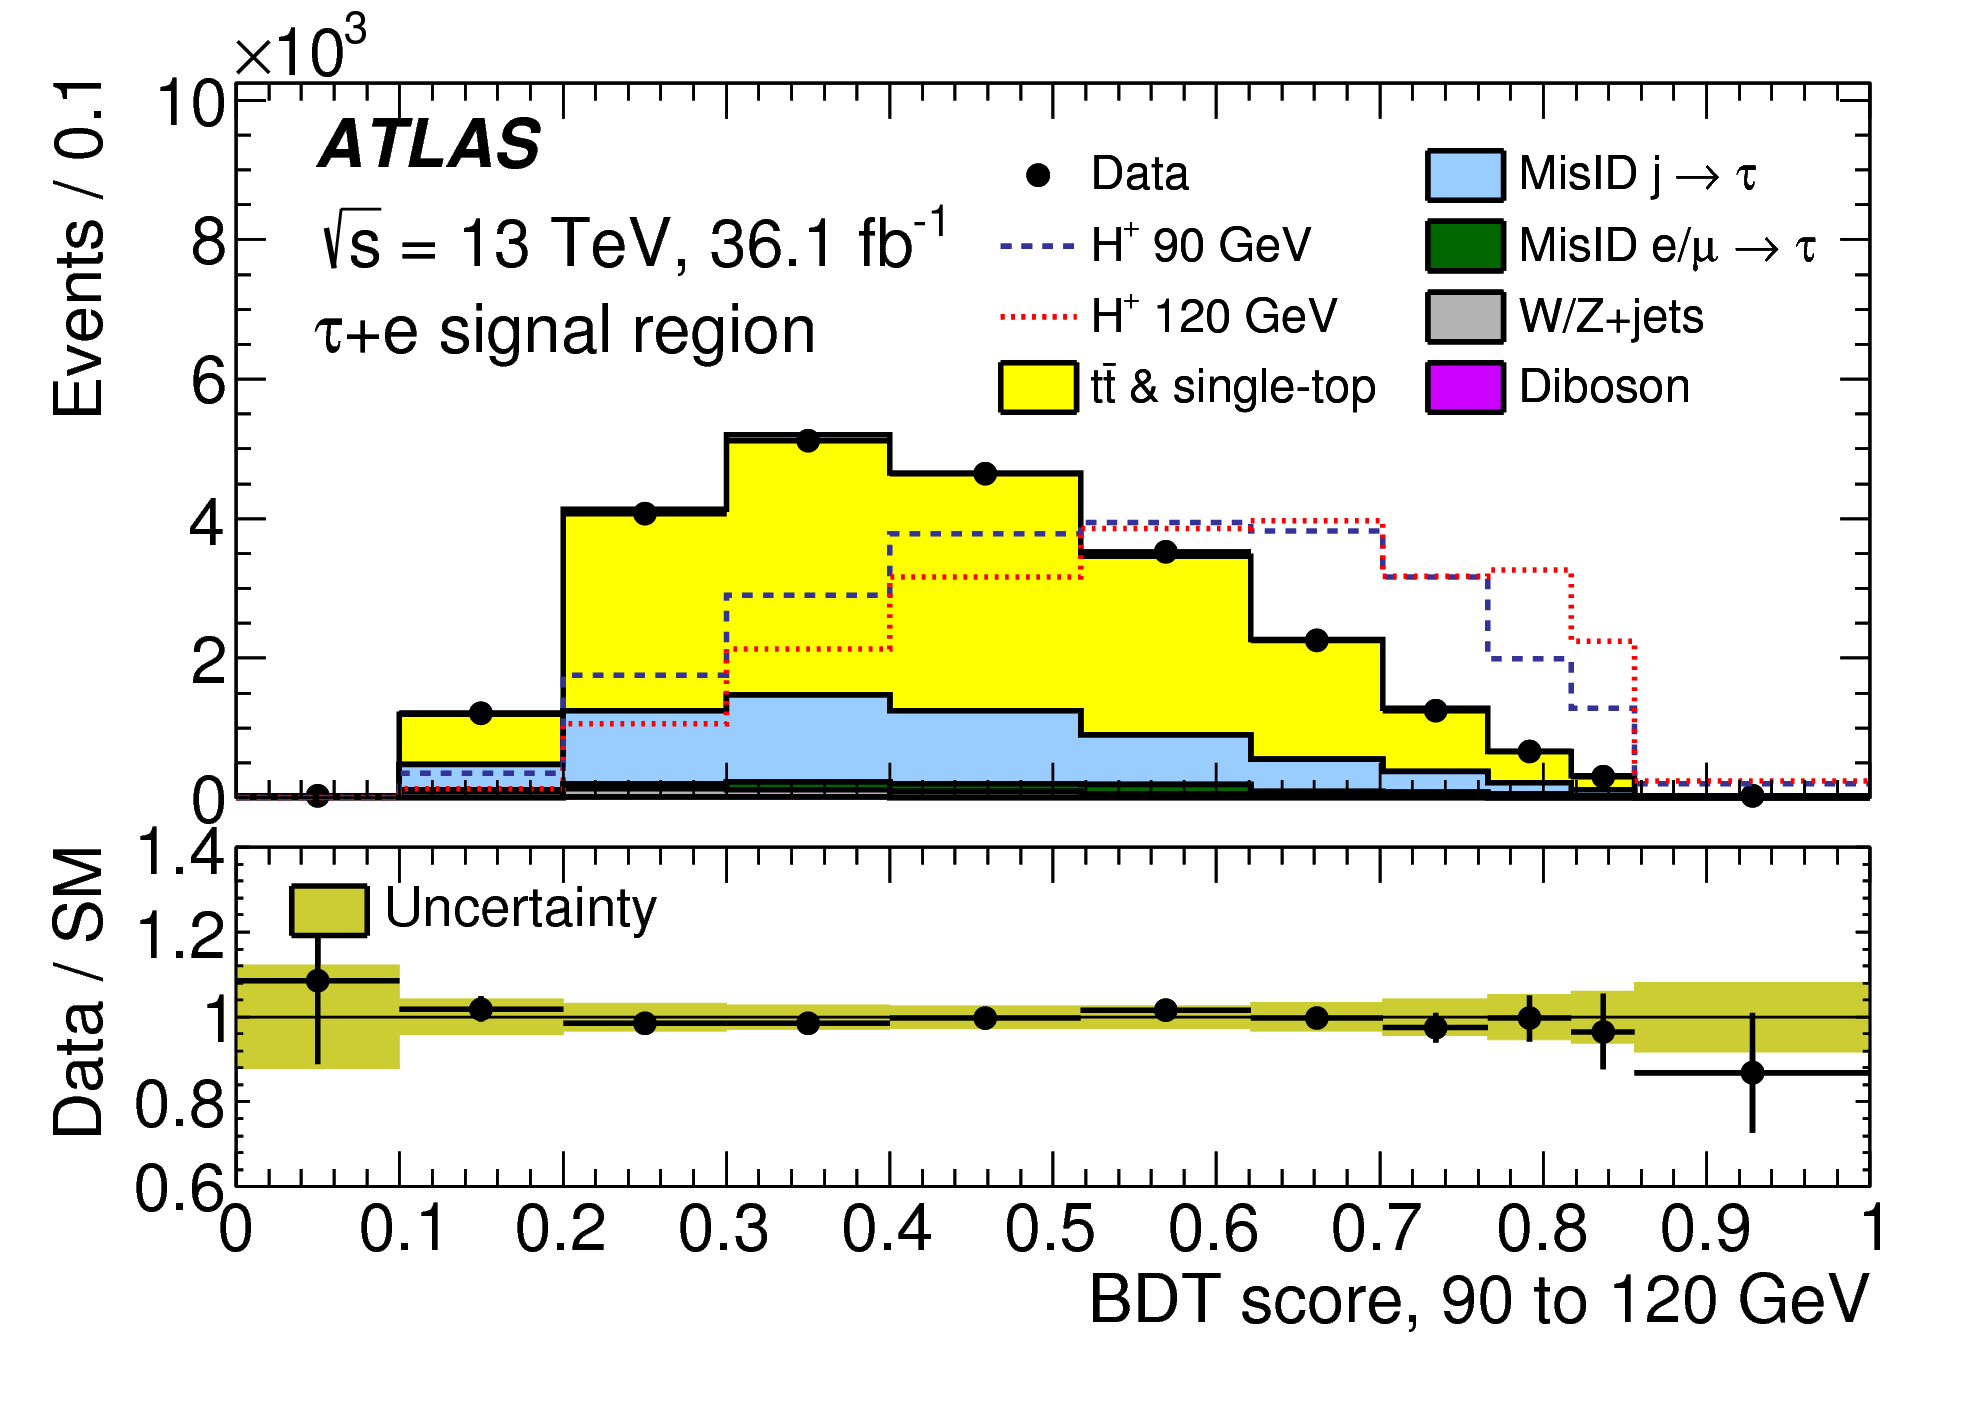 ×10³
Events / 0.1
10
8
6
4
2
0
ATLAS
√s = 13 TeV, 36.1 fb⁻¹
τ+e signal region
Data
H⁺ 90 GeV
H⁺ 120 GeV
tt̄ & single-top
MisID j → τ
MisID e/μ → τ
W/Z+jets
Diboson
Data / SM
1.4
1.2
1
0.8
0.6
Uncertainty
0 0.1 0.2 0.3 0.4 0.5 0.6 0.7 0.8 0.9 1
BDT score, 90 to 120 GeV